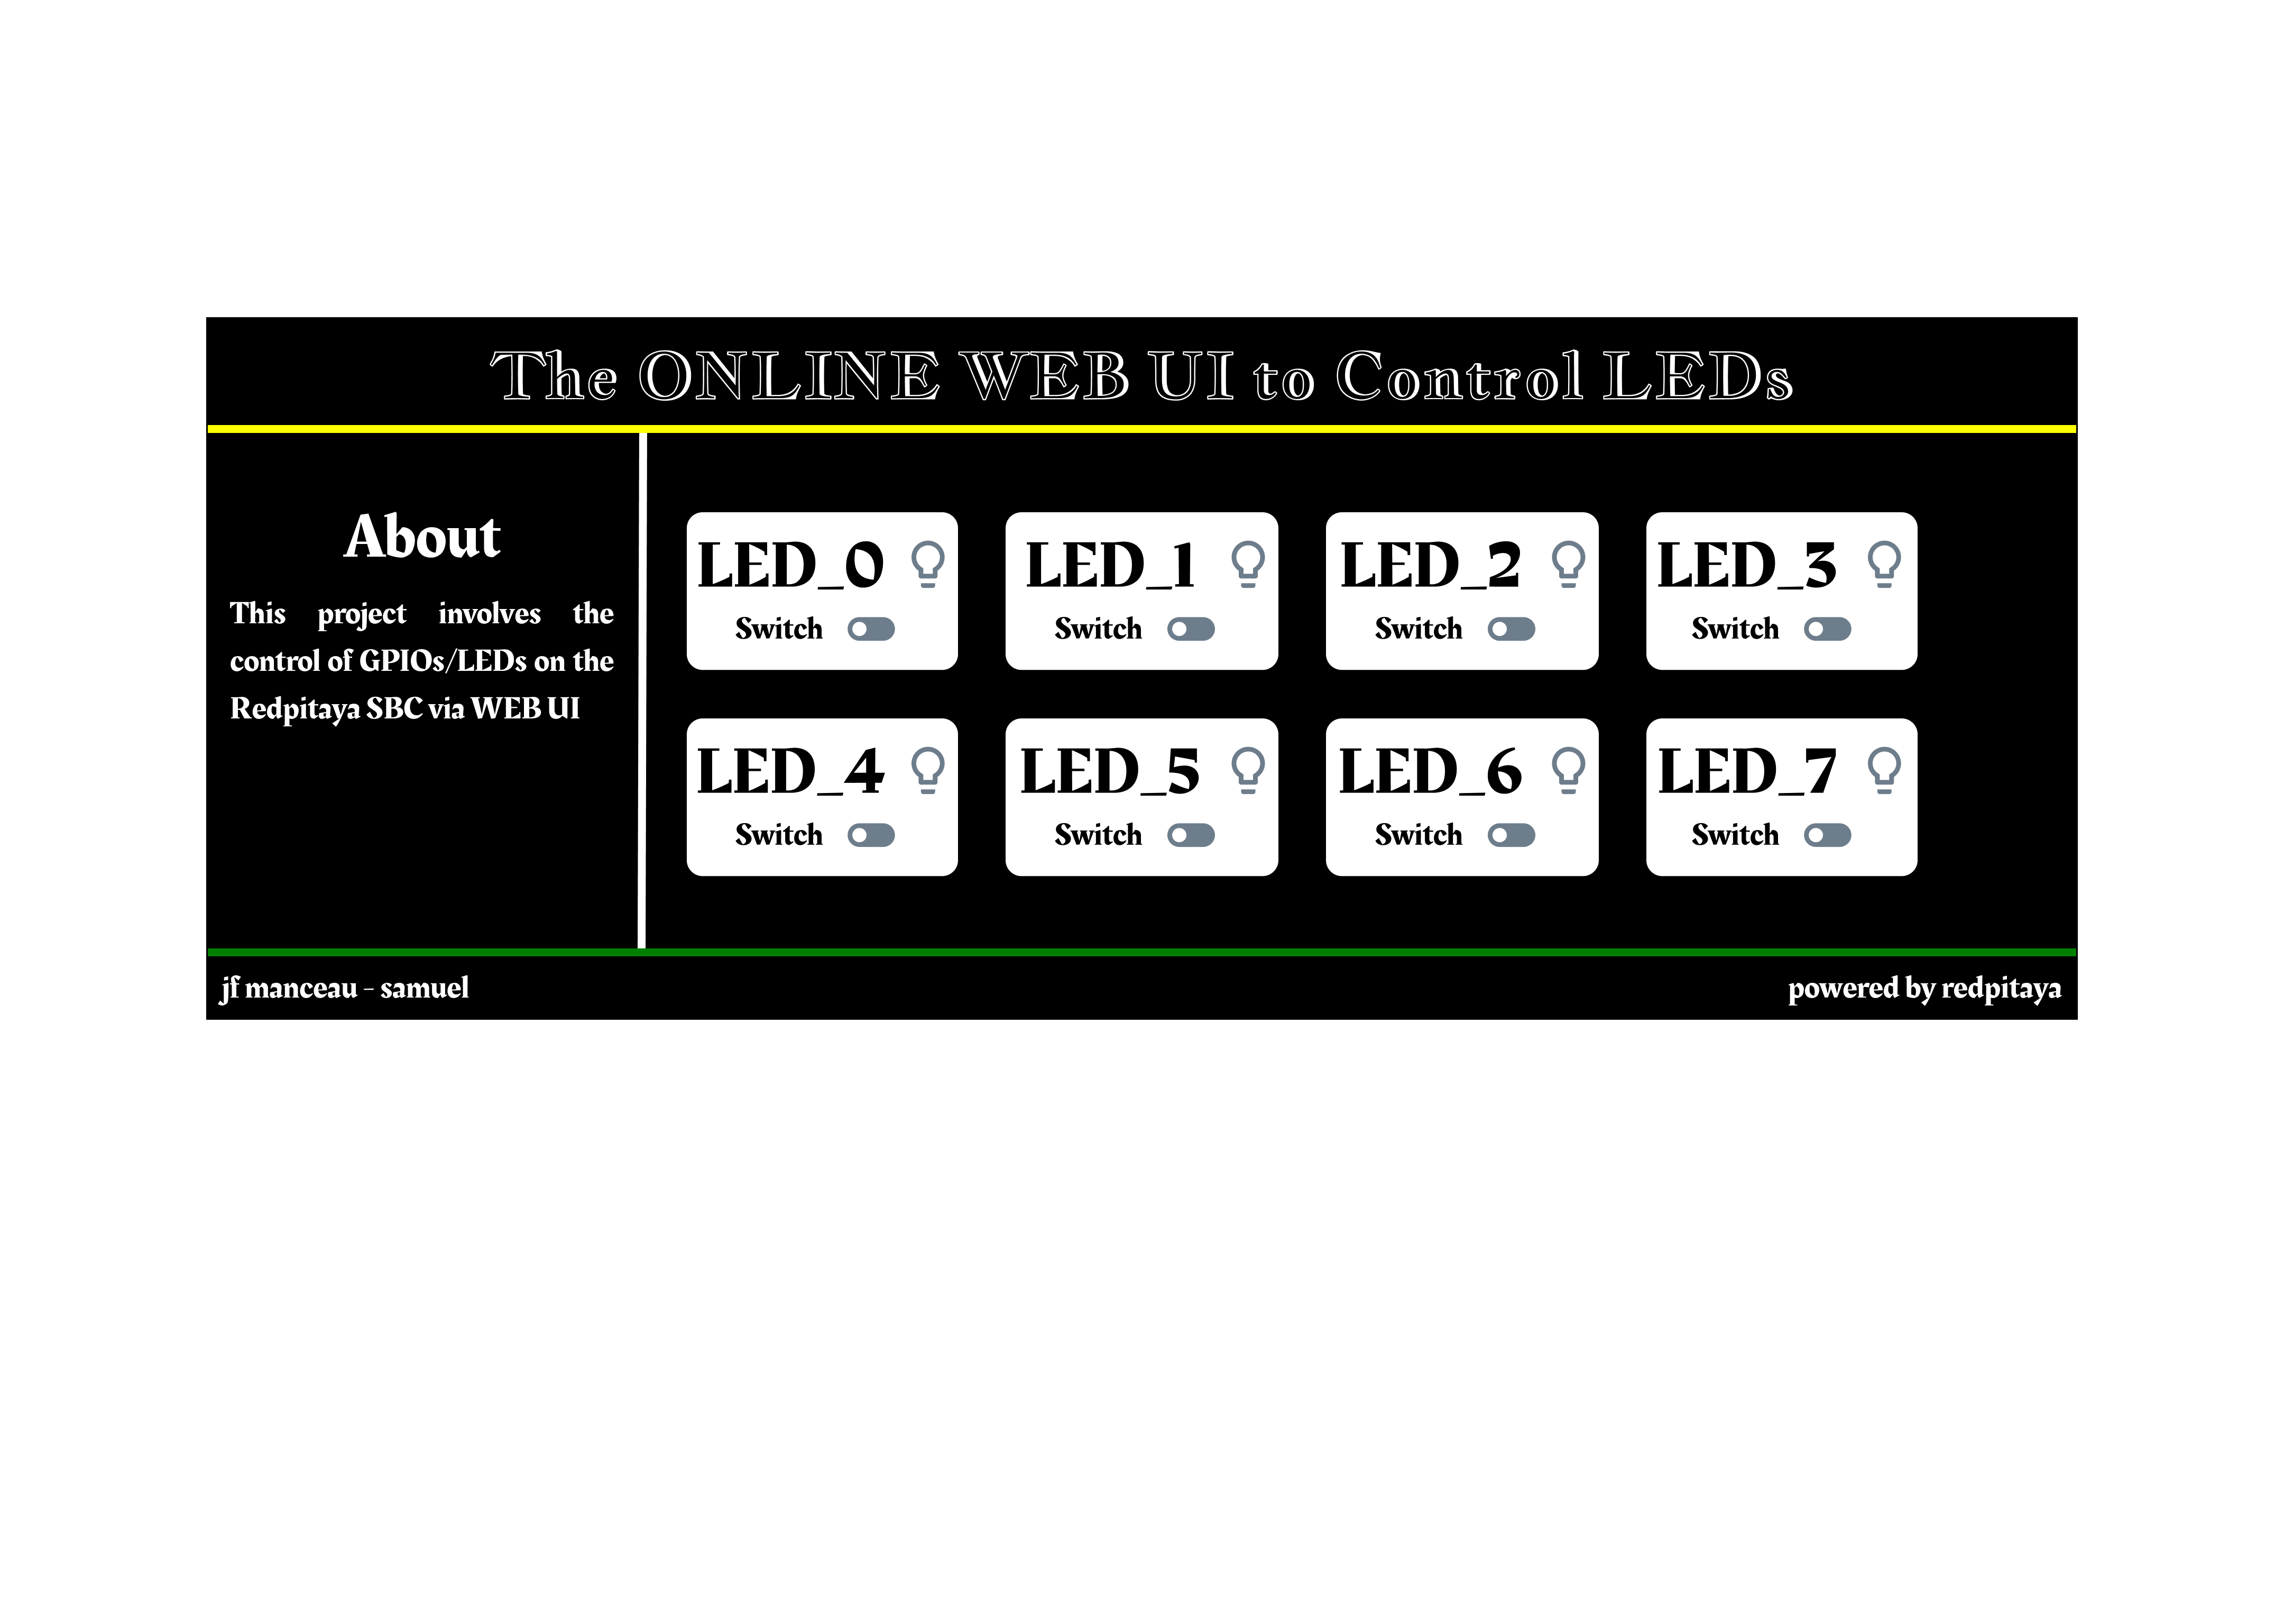 The ONLINE WEB UI to Control LEDs
About
This project involves the
control of GPIOs/LEDs on the
Redpitaya SBC via WEB UI
LED_0
Switch
LED_1
Switch
LED_2
Switch
LED_3
Switch
LED_4
Switch
LED_5
Switch
LED_6
Switch
LED_7
Switch
jf manceau - samuel
powered by redpitaya